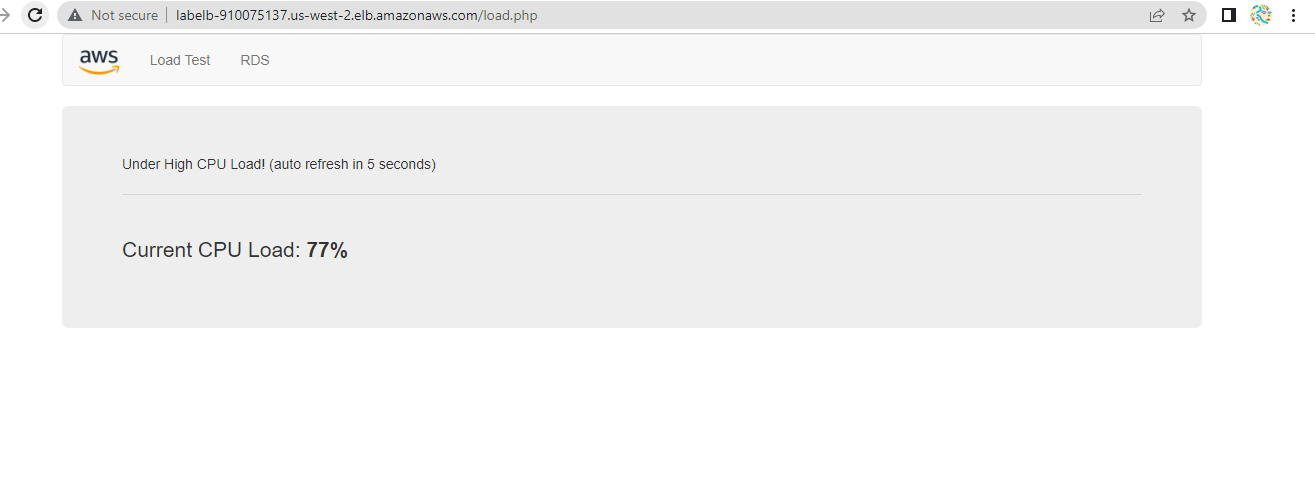 Not secure | labelb-910075137.us-west-2.elb.amazonaws.com/load.php
aws Load Test RDS
Under High CPU Load! (auto refresh in 5 seconds)
Current CPU Load: 77%